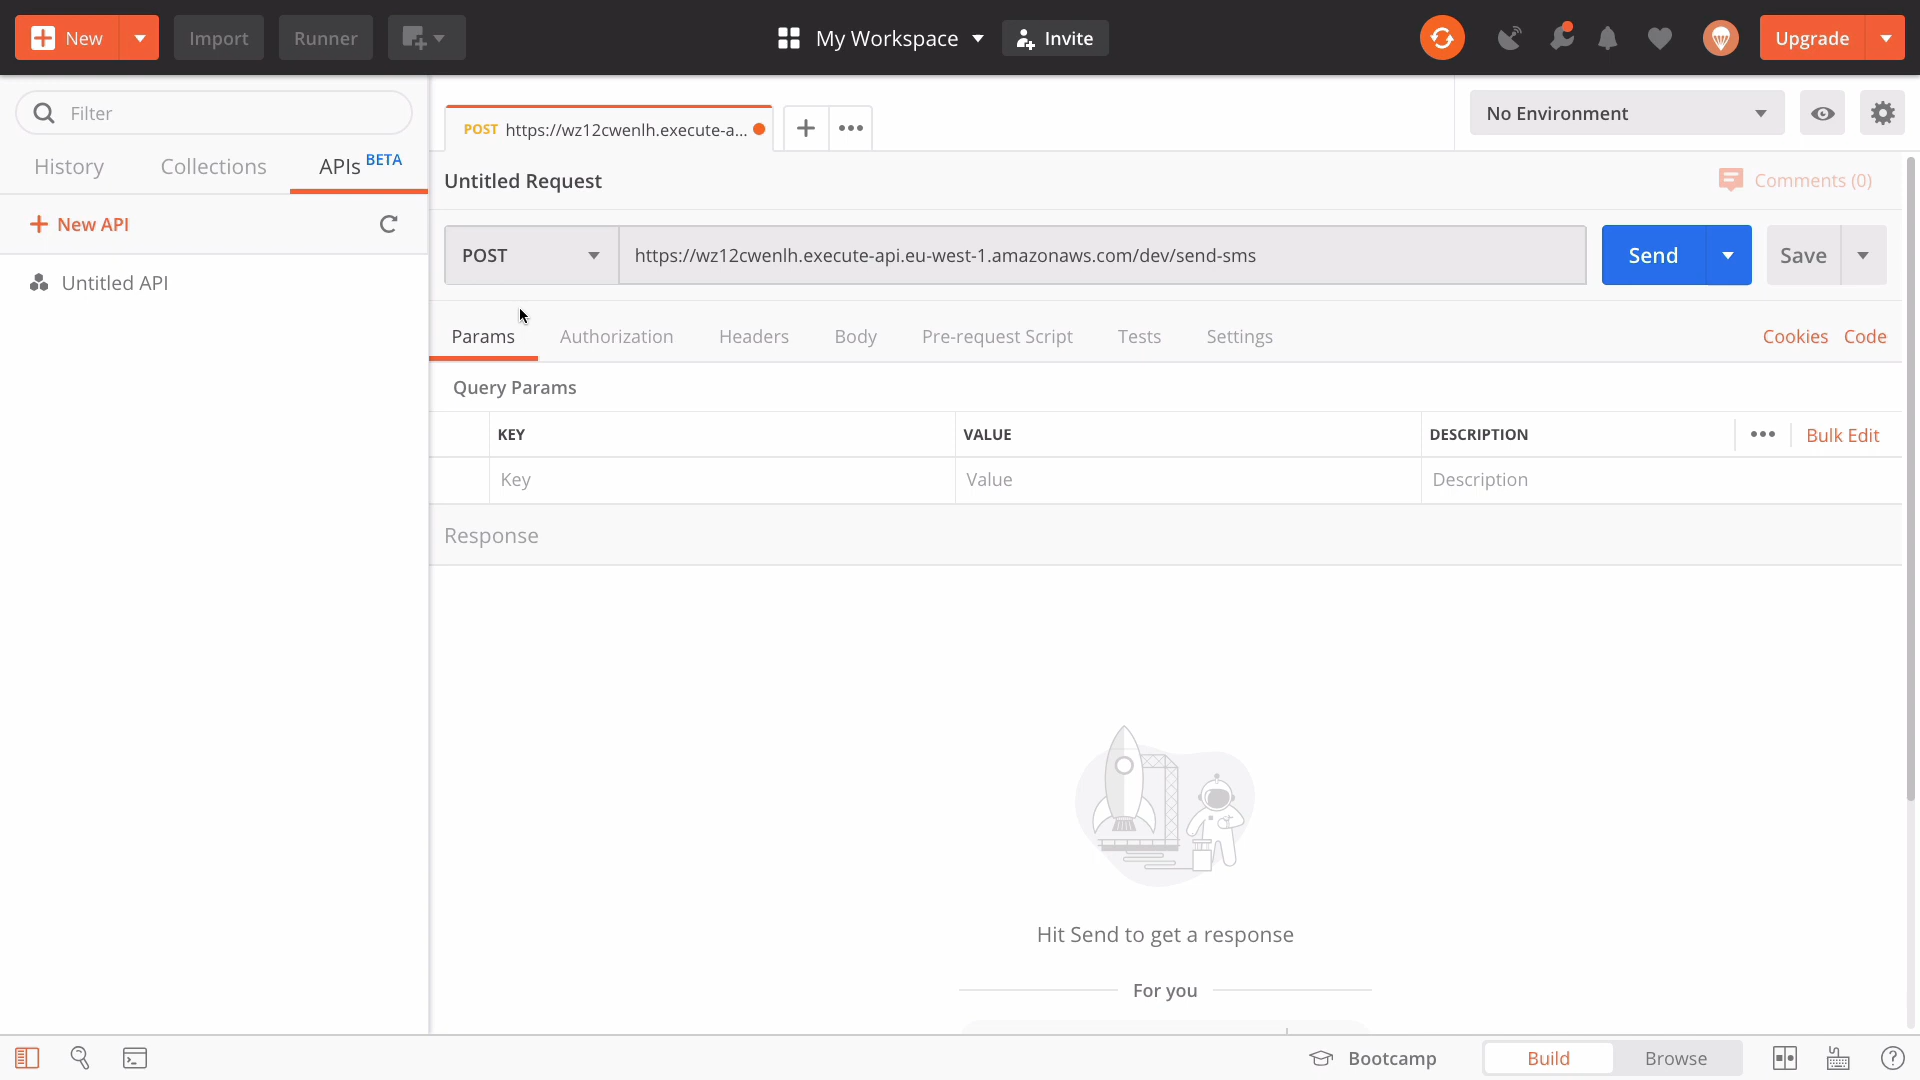 New
Import
Runner
My Workspace
Invite
Upgrade
Filter
History
Collections
APIs BETA
New API
Untitled API
POST https://wz12cwenlh.execute-a...
No Environment
Untitled Request
Comments (0)
POST
https://wz12cwenlh.execute-api.eu-west-1.amazonaws.com/dev/send-sms
Send
Save
Params
Authorization
Headers
Body
Pre-request Script
Tests
Settings
Cookies
Code
Query Params
KEY
VALUE
DESCRIPTION
Bulk Edit
Key
Value
Description
Response
Hit Send to get a response
For you
Bootcamp
Build
Browse